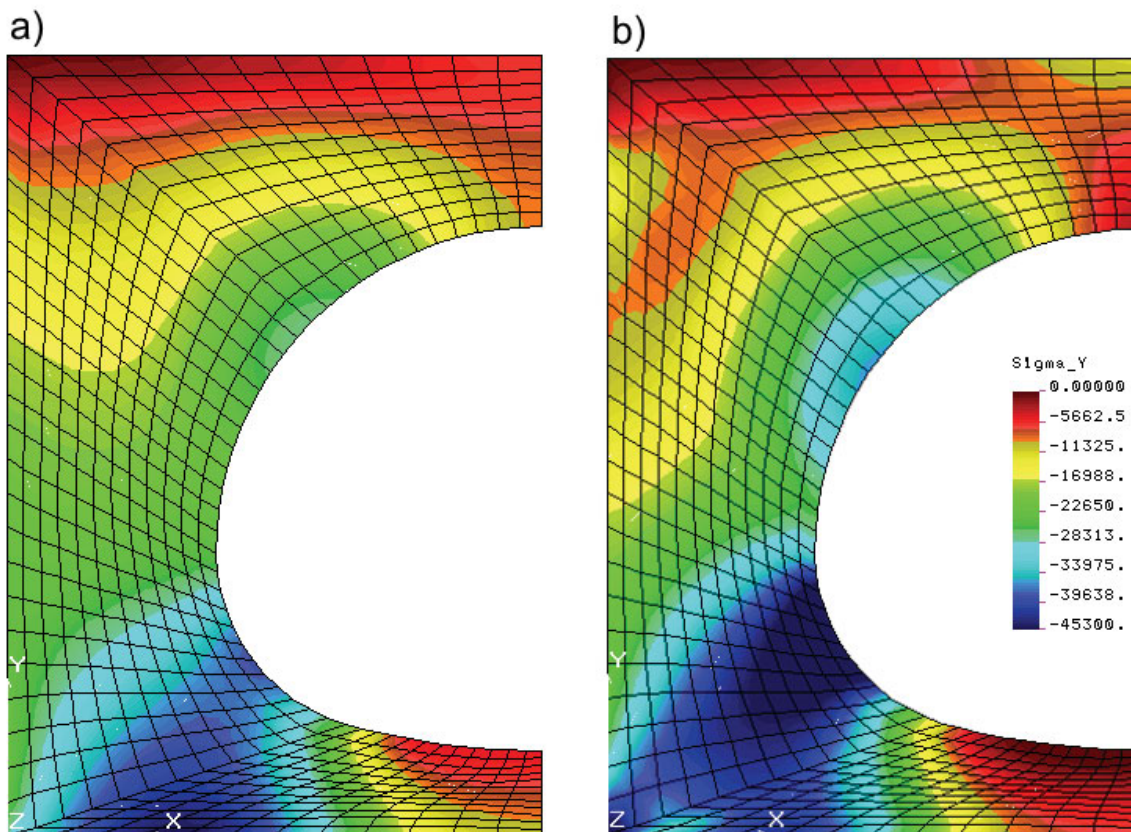 a)
b)
Sigma_Y
0.00000
-5662.5
-11325.
-16988.
-22650.
-28313.
-33975.
-39638.
-45300.
Y
Z X
Y
Z X